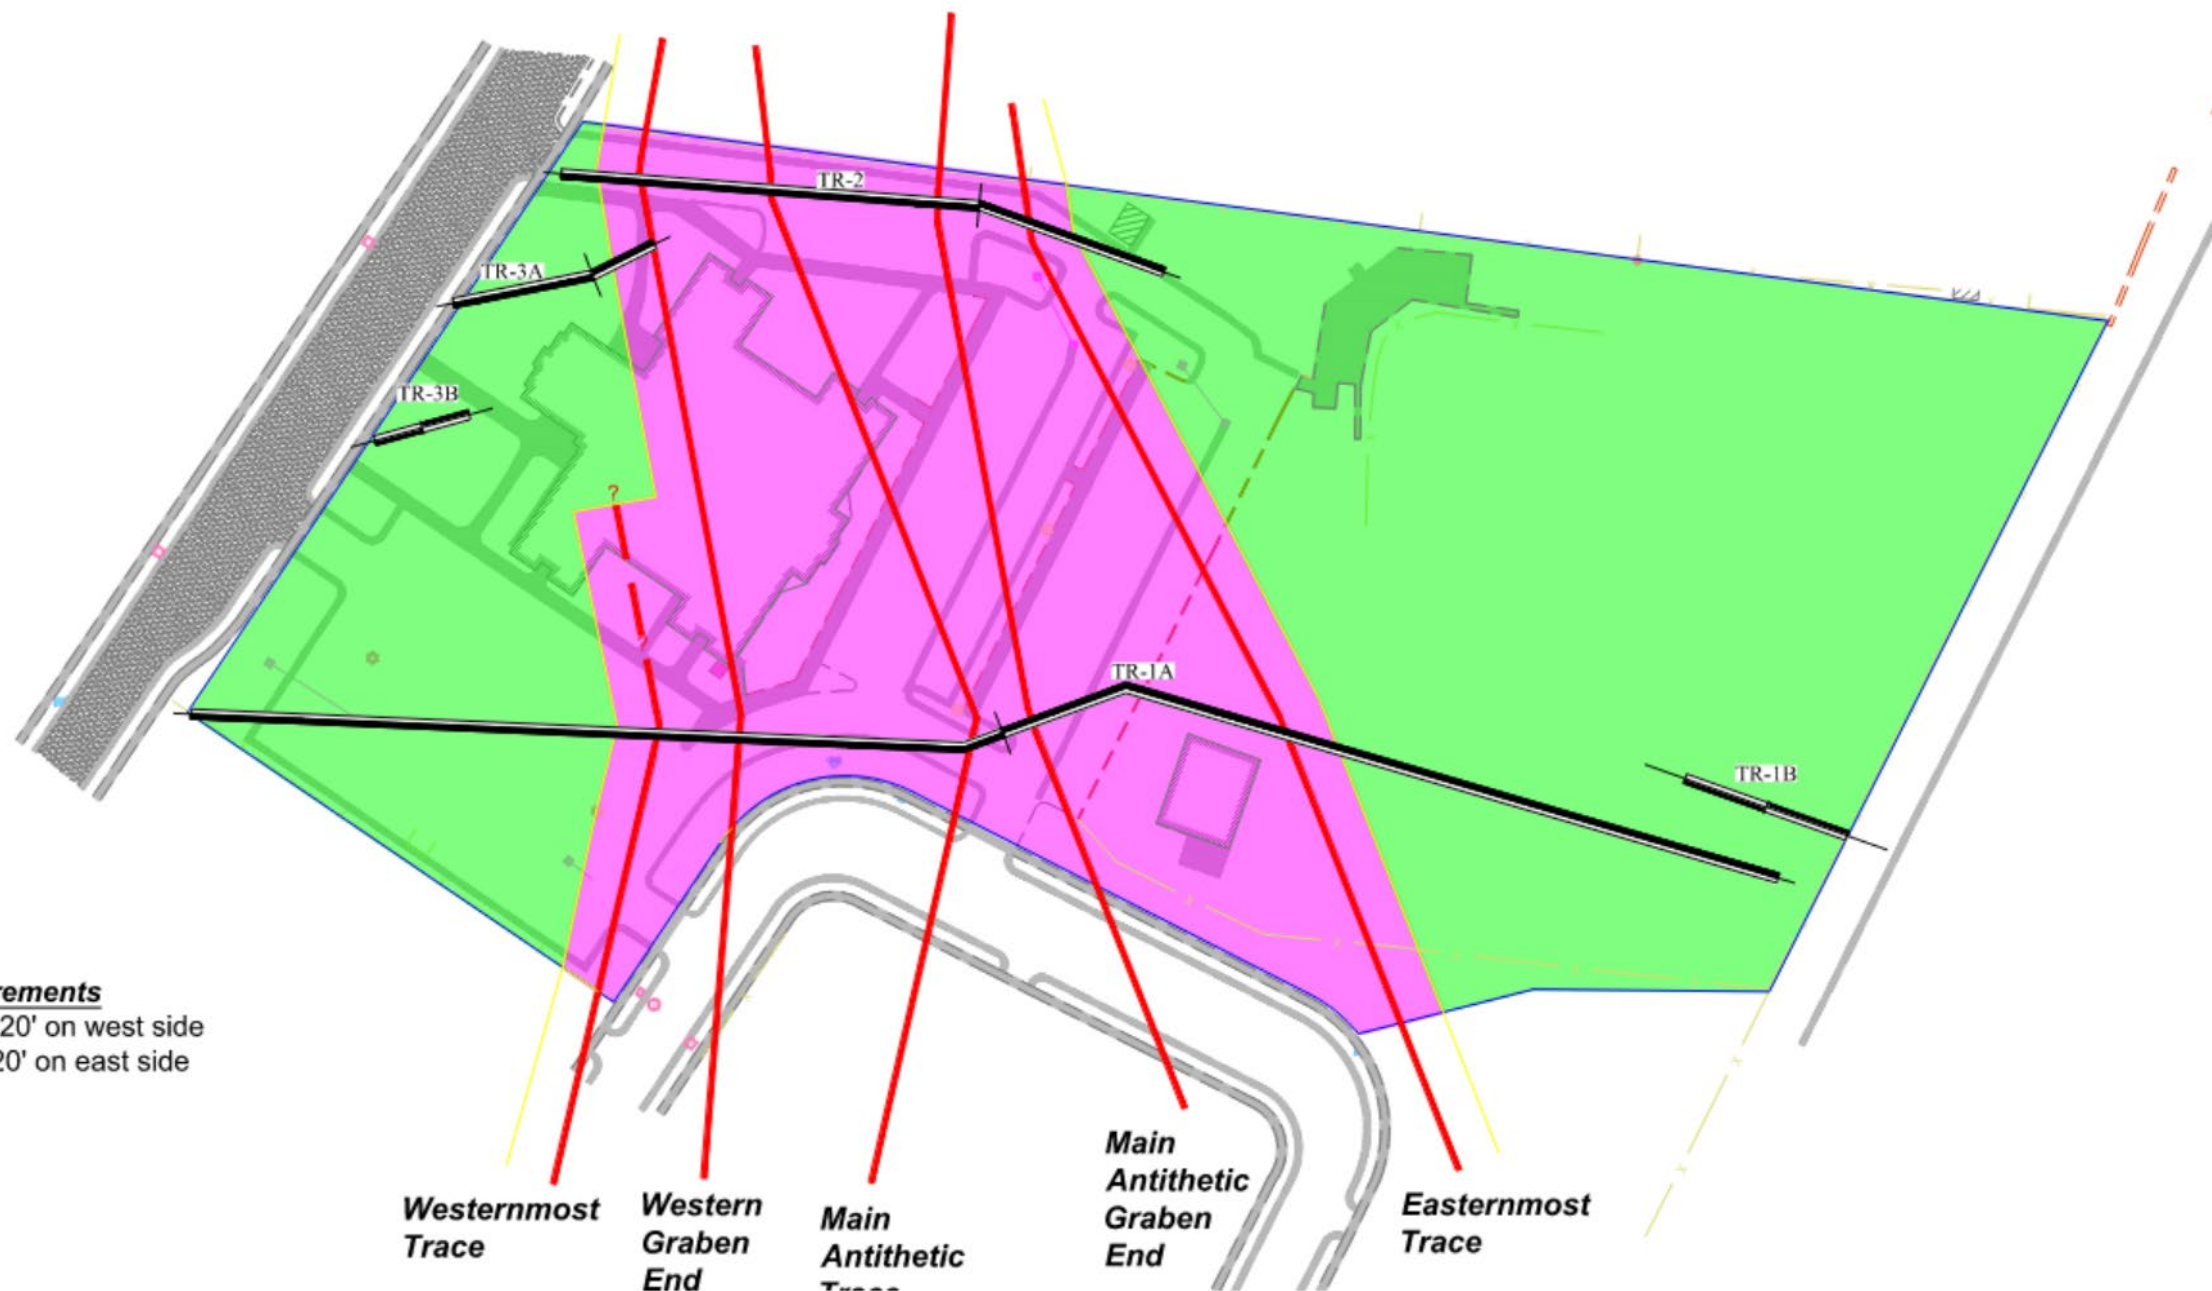 TR-2
TR-3A
TR-3B
?
TR-1A
TR-1B
rements
20' on west side
20' on east side
Westernmost
Trace
Western
Graben
End
Main
Antithetic
Main
Antithetic
Graben
End
Easternmost
Trace